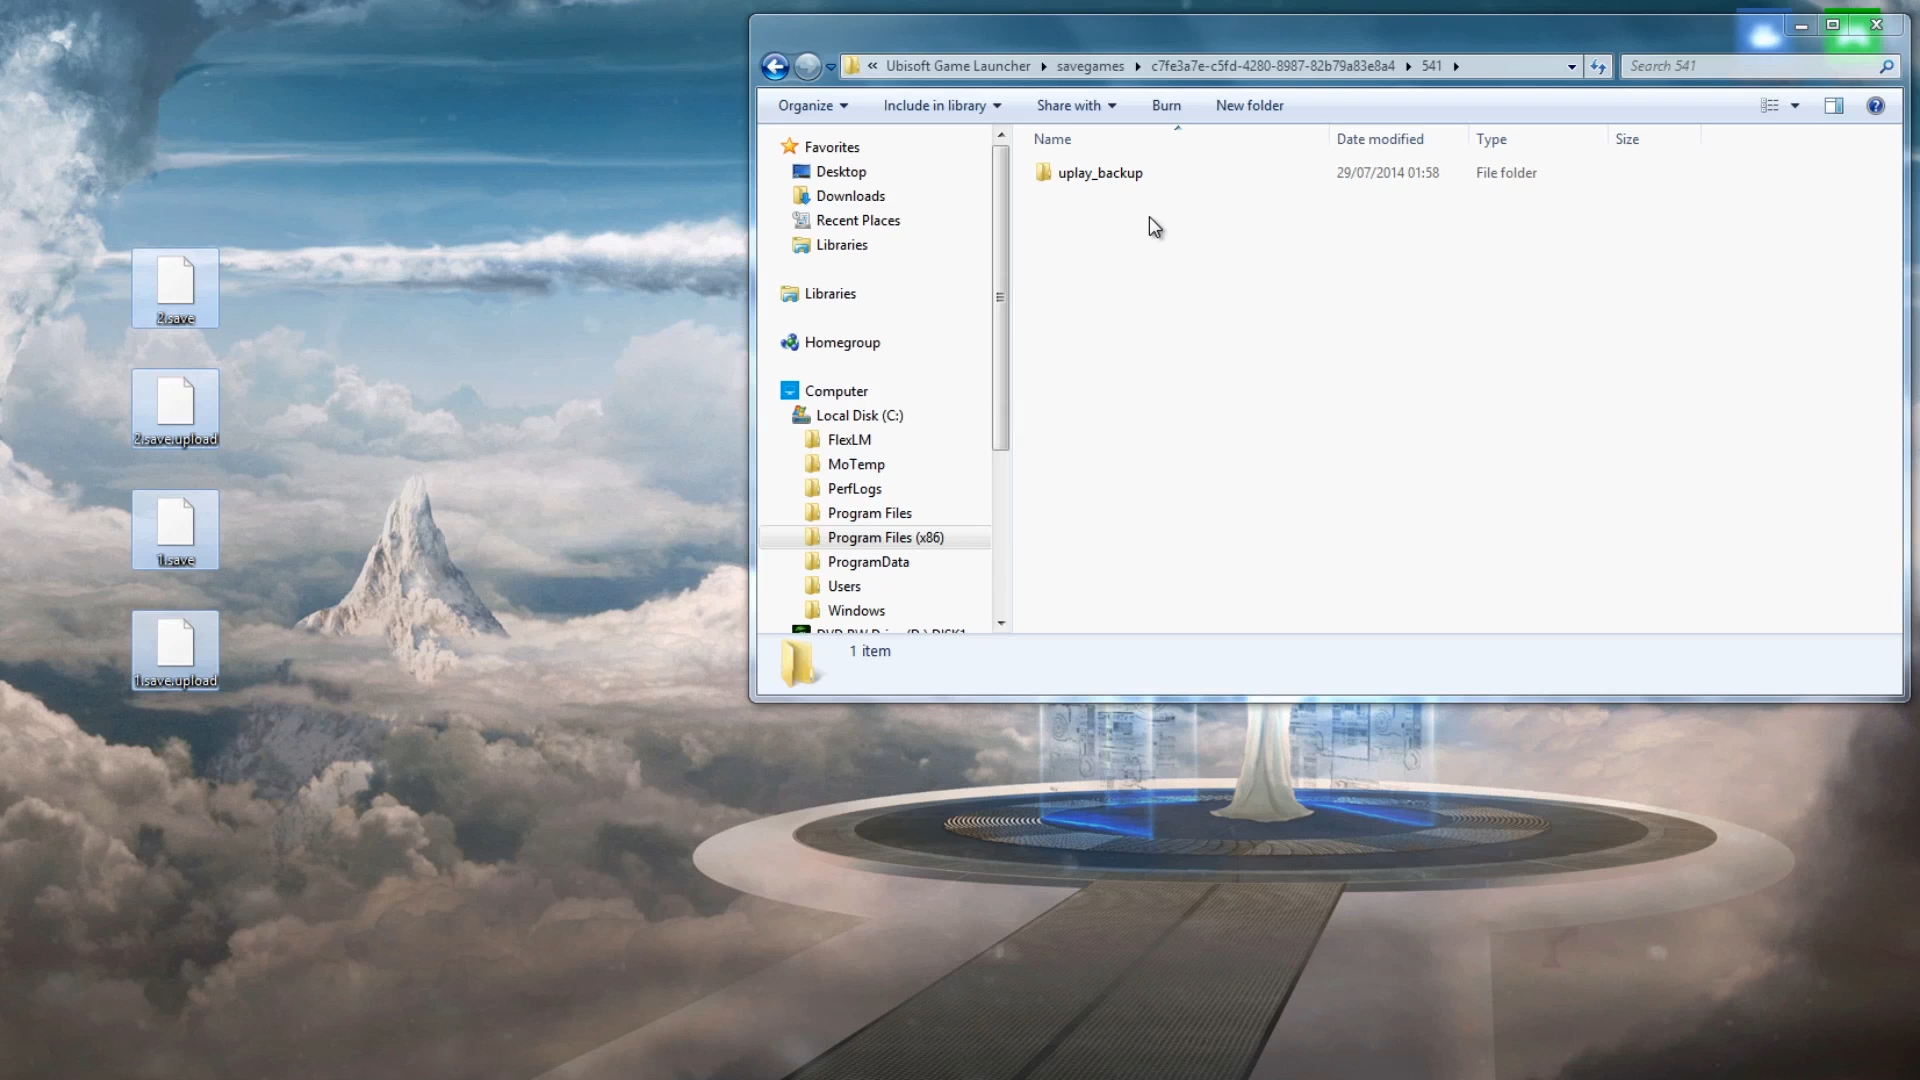 2.save
2.save.upload
1.save
1.save.upload
« Ubisoft Game Launcher ▸ savegames ▸ c7fe3a7e-c5fd-4280-8987-82b79a83e8a4 ▸ 541 ▸
Search 541
Organize Include in library Share with Burn New folder
Favorites
Desktop
Downloads
Recent Places
Libraries
Libraries
Homegroup
Computer
Local Disk (C:)
FlexLM
MoTemp
PerfLogs
Program Files
Program Files (x86)
ProgramData
Users
Windows
Name Date modified Type Size
uplay_backup 29/07/2014 01:58 File folder
1 item